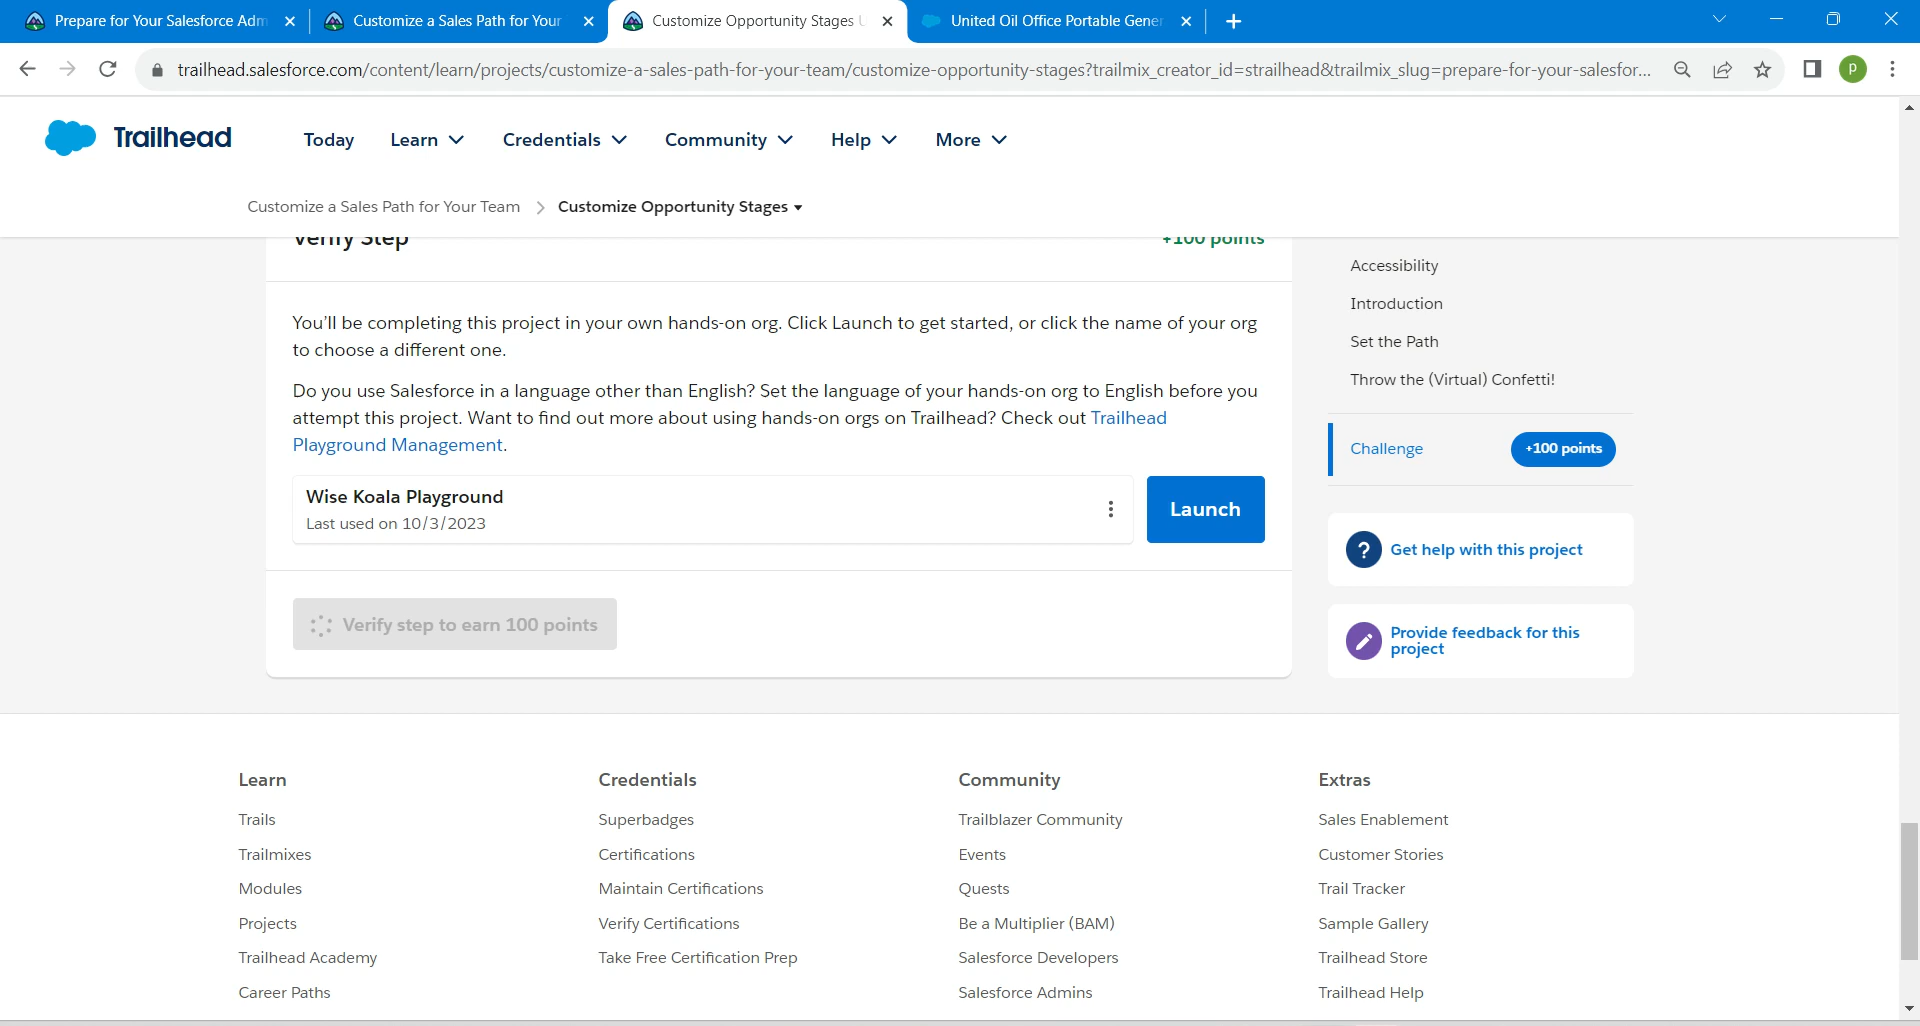 Prepare for Your Salesforce Adm
Customize a Sales Path for Your
Customize Opportunity Stages U
United Oil Office Portable Gener
trailhead.salesforce.com/content/learn/projects/customize-a-sales-path-for-your-team/customize-opportunity-stages?trailmix_creator_id=strailhead&trailmix_slug=prepare-for-your-salesfor...
P
Trailhead
Today
Learn
Credentials
Community
Help
More
Customize a Sales Path for Your Team > Customize Opportunity Stages
Verify Step
+100 points
You'll be completing this project in your own hands-on org. Click Launch to get started, or click the name of your org
to choose a different one.
Do you use Salesforce in a language other than English? Set the language of your hands-on org to English before you
attempt this project. Want to find out more about using hands-on orgs on Trailhead? Check out Trailhead
Playground Management.
Wise Koala Playground
Last used on 10/3/2023
Launch
Verify step to earn 100 points
Accessibility
Introduction
Set the Path
Throw the (Virtual) Confetti!
Challenge
+100 points
? Get help with this project
Provide feedback for this
project
Learn
Trails
Trailmixes
Modules
Projects
Trailhead Academy
Career Paths
Credentials
Superbadges
Certifications
Maintain Certifications
Verify Certifications
Take Free Certification Prep
Community
Trailblazer Community
Events
Quests
Be a Multiplier (BAM)
Salesforce Developers
Salesforce Admins
Extras
Sales Enablement
Customer Stories
Trail Tracker
Sample Gallery
Trailhead Store
Trailhead Help